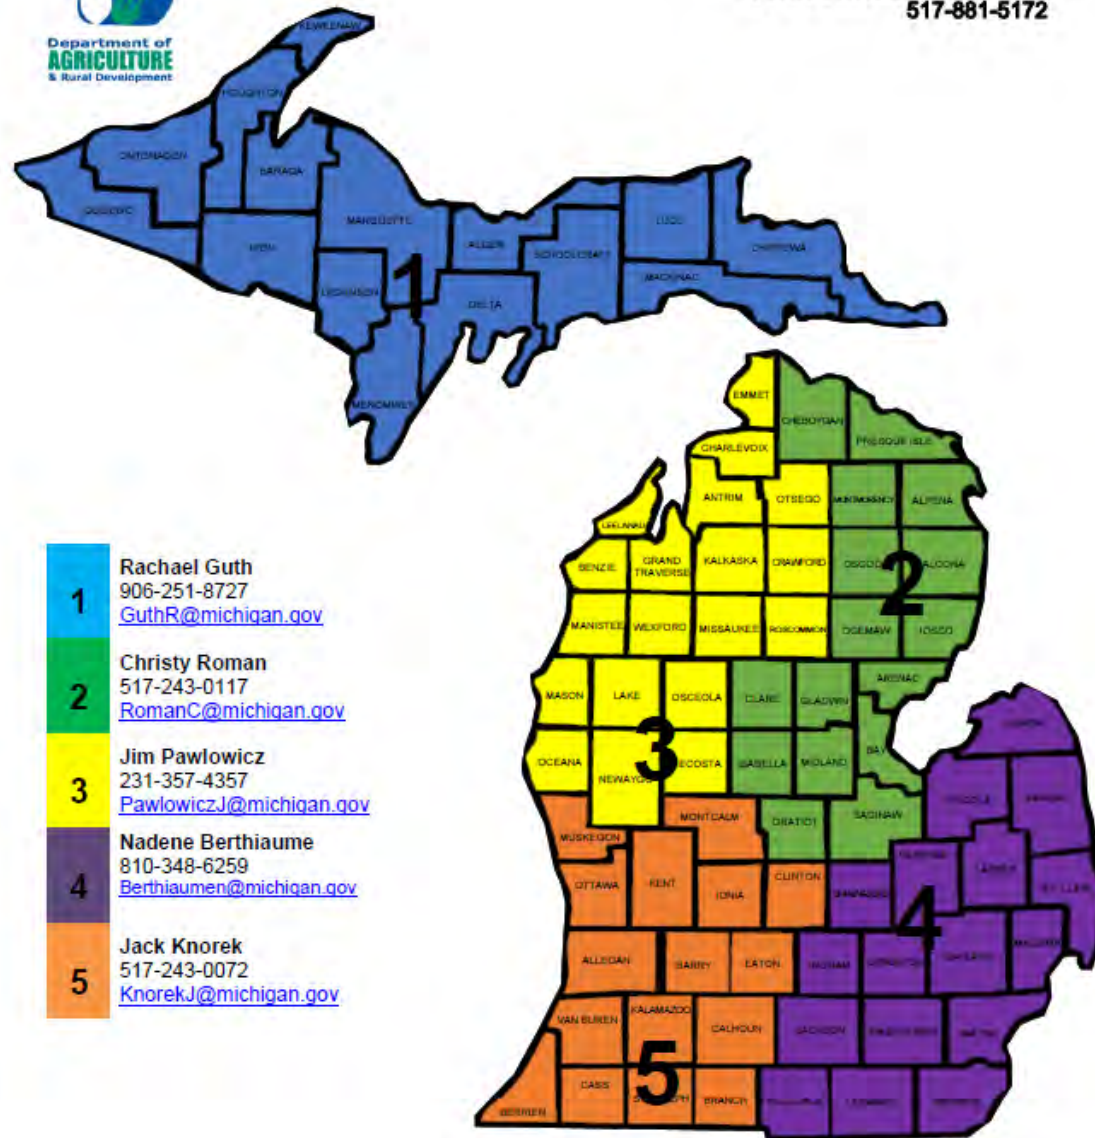 517-881-5172
Department of
AGRICULTURE
& Rural Development
KEWEENAW
HOUGHTON
ONTONAGON
BARAGA
MARQUETTE
ALGER
SCHOOLCRAFT
LUCE
CHIPPEWA
MACKINAC
IRON
DICKINSON
DELTA
MENOMINEE
1
EMMET
CHEBOYGAN
PRESQUE ISLE
CHARLEVOIX
ANTRIM
OTSEGO
MONTMORENCY
ALPENA
LEELANAU
BENZIE
GRAND
TRAVERSE
KALKASKA
CRAWFORD
ALCONA
2
MANISTEE
WEXFORD
MISSAUKEE
ROSCOMMON
OGEMAW
IOSCO
ARENAC
MASON
LAKE
OSCEOLA
CLARE
GLADWIN
3
OCEANA
ISABELLA
MIDLAND
BAY
MUSKEGON
MONTCALM
GRATIOT
SAGINAW
OTTAWA
KENT
IONIA
CLINTON
4
ALLEGAN
BARRY
EATON
INGHAM
VAN BUREN
KALAMAZOO
CALHOUN
JACKSON
5
BERRIEN
CASS
BRANCH
1
Rachael Guth
906-251-8727
GuthR@michigan.gov
2
Christy Roman
517-243-0117
RomanC@michigan.gov
3
Jim Pawlowicz
231-357-4357
PawlowiczJ@michigan.gov
4
Nadene Berthiaume
810-348-6259
Berthiaumen@michigan.gov
5
Jack Knorek
517-243-0072
KnorekJ@michigan.gov